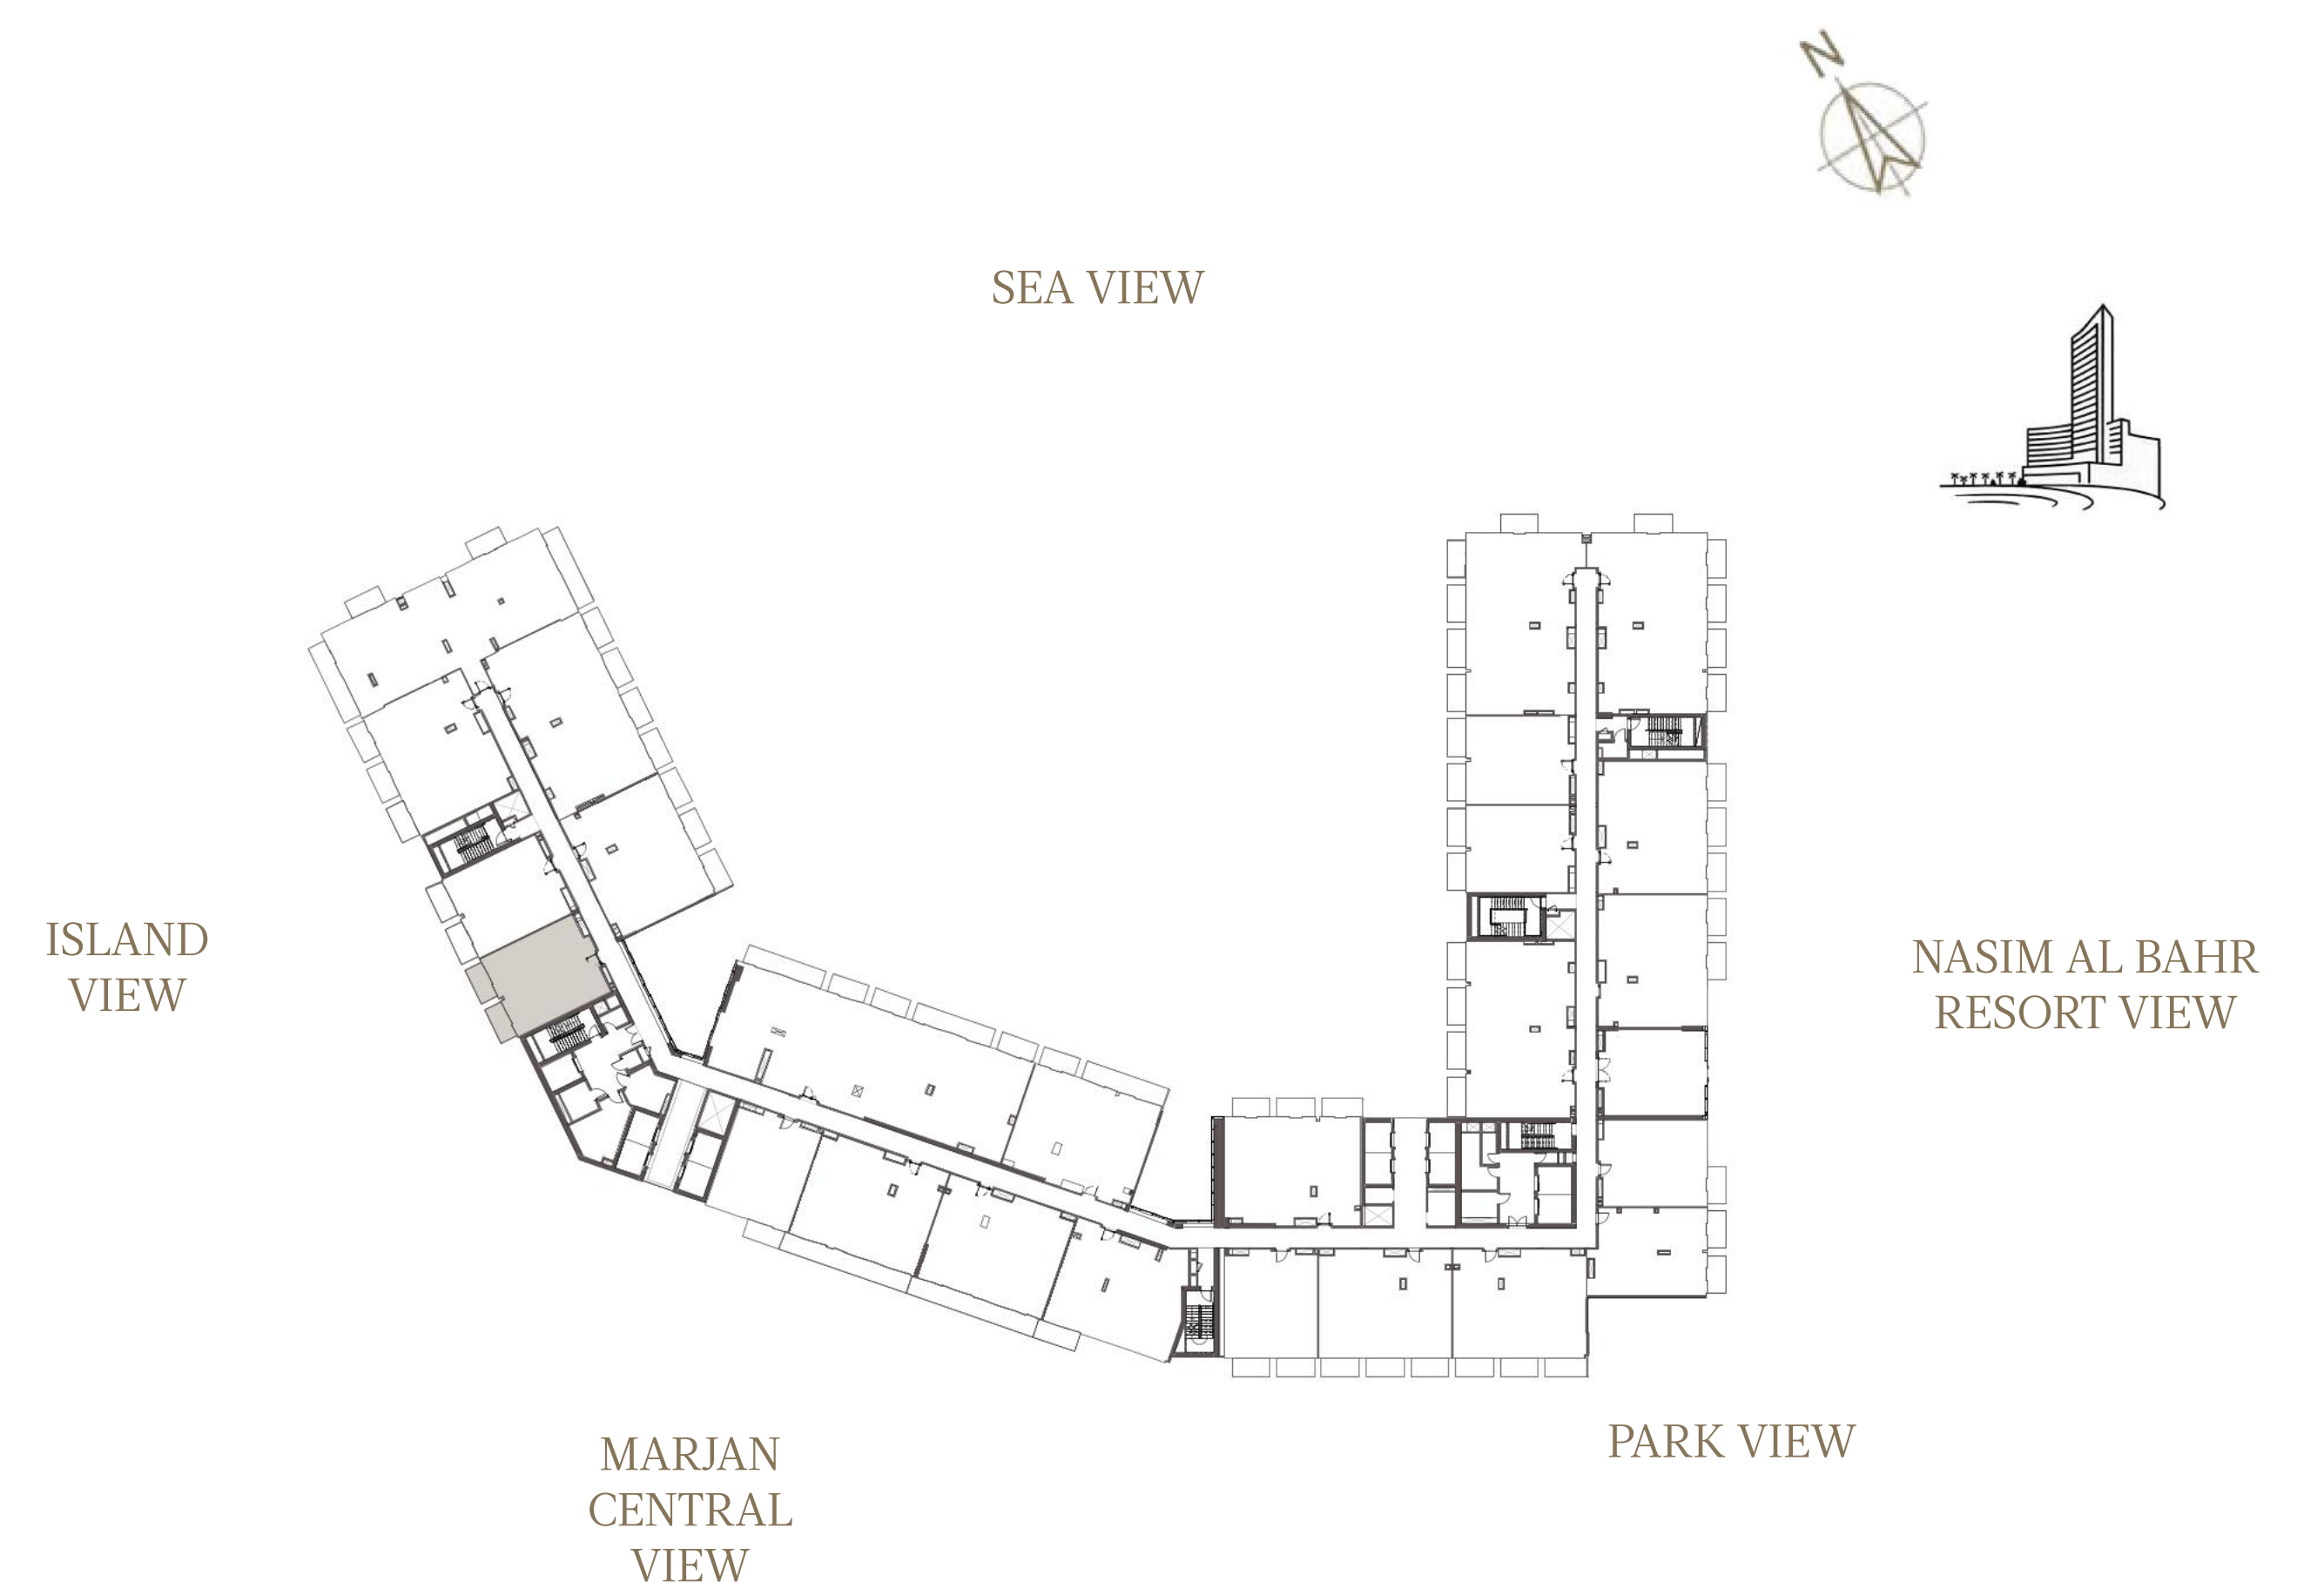 N
SEA VIEW
ISLAND
VIEW
NASIM AL BAHR
RESORT VIEW
MARJAN
CENTRAL
VIEW
PARK VIEW